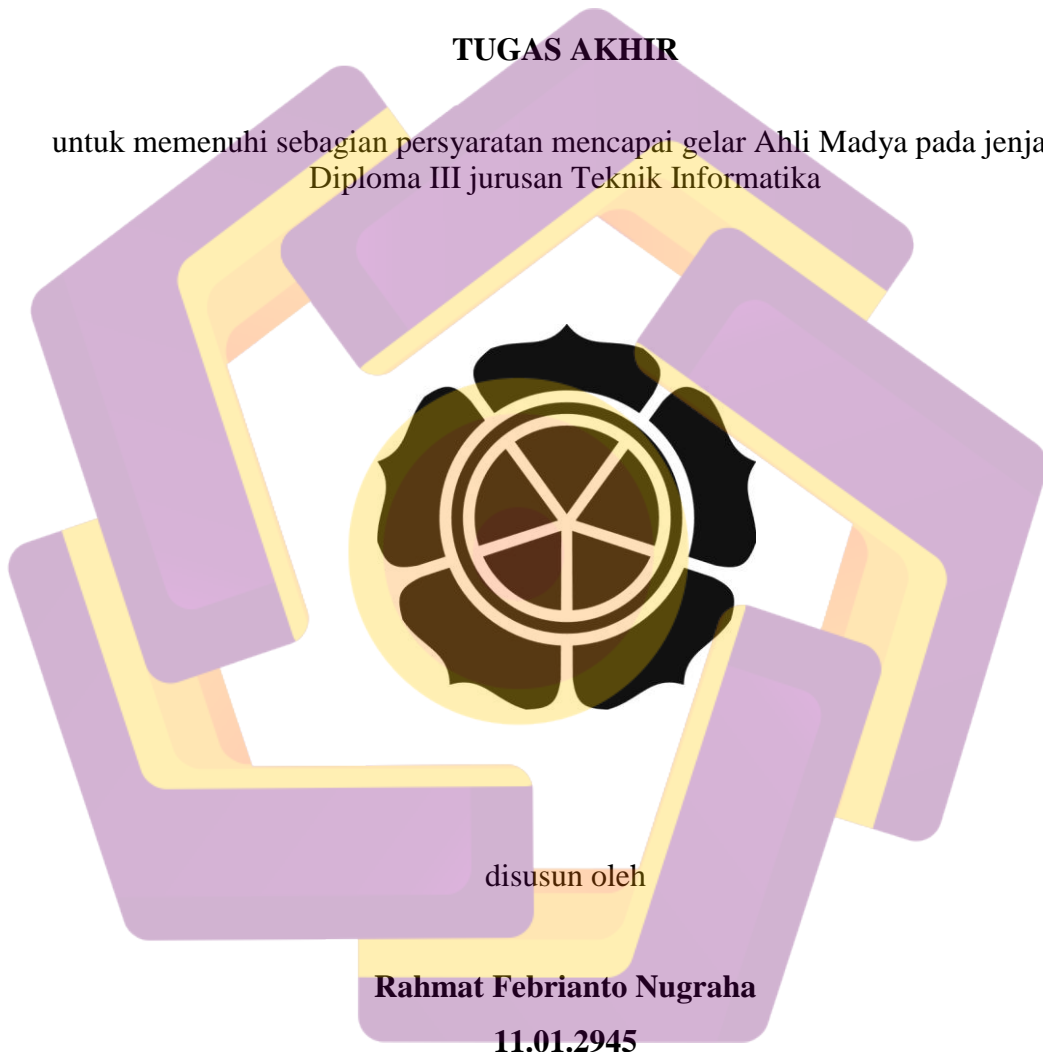 TUGAS AKHIR
untuk memenuhi sebagian persyaratan mencapai gelar Ahli Madya pada jenja
Diploma III jurusan Teknik Informatika
disusun oleh
Rahmat Febrianto Nugraha
11.01.2945